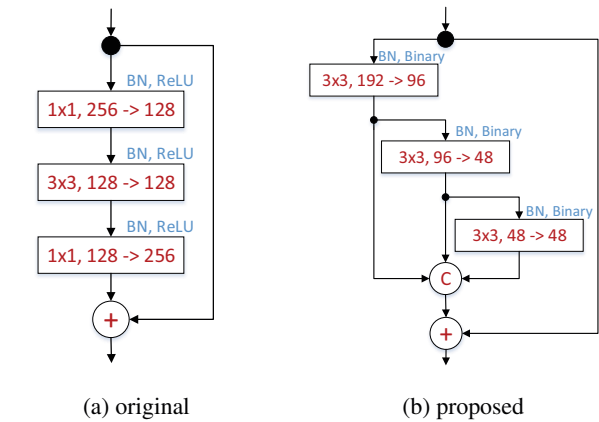 BN, ReLU
1x1, 256 -> 128
BN, ReLU
3x3, 128 -> 128
BN, ReLU
1x1, 128 -> 256
+
(a) original
BN, Binary
3x3, 192 -> 96
BN, Binary
3x3, 96 -> 48
BN, Binary
3x3, 48 -> 48
C
+
(b) proposed